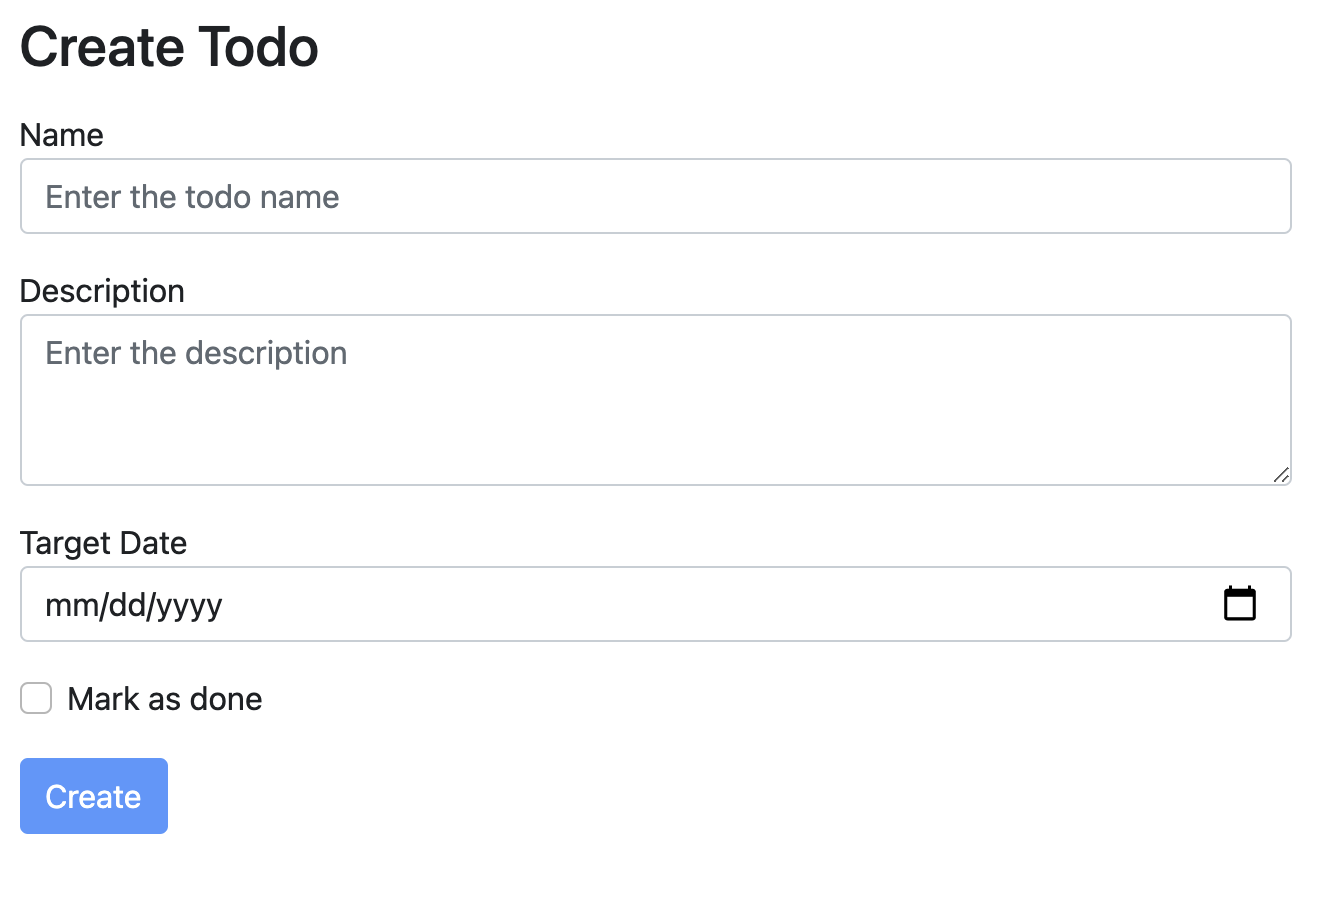 Create Todo
Name
Enter the todo name
Description
Enter the description
Target Date
mm/dd/yyyy
Mark as done
Create